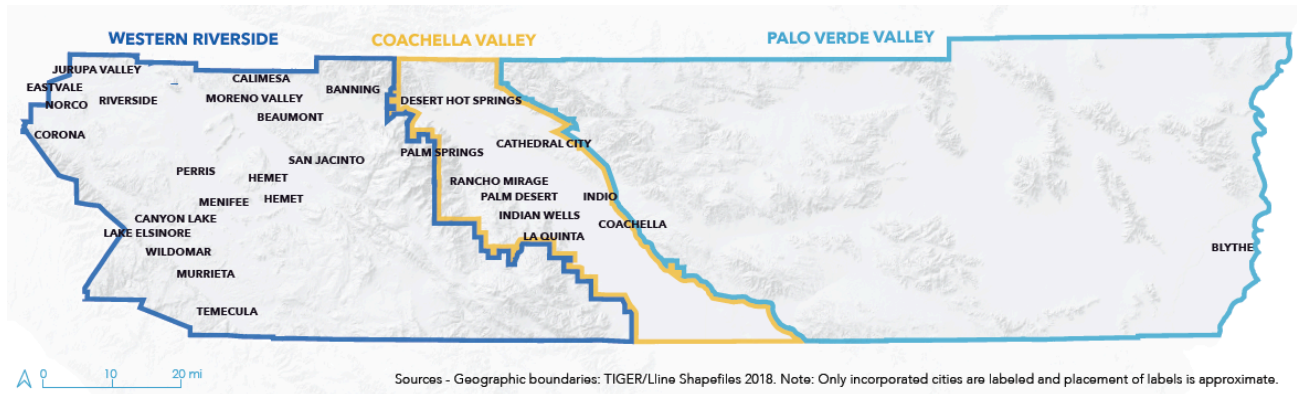 WESTERN RIVERSIDE
COACHELLA VALLEY
PALO VERDE VALLEY
JURUPA VALLEY
EASTVALE
NORCO
RIVERSIDE
CORONA
CALIMESA
MORENO VALLEY
BEAUMONT
BANNING
SAN JACINTO
PERRIS
HEMET
MENIFEE
HEMET
CANYON LAKE
LAKE ELSINORE
WILDOMAR
MURRIETA
TEMECULA
DESERT HOT SPRINGS
PALM SPRINGS
CATHEDRAL CITY
RANCHO MIRAGE
PALM DESERT
INDIO
INDIAN WELLS
COACHELLA
LA QUINTA
BLYTHE
0 10 20 mi
Sources - Geographic boundaries: TIGER/Lline Shapefiles 2018. Note: Only incorporated cities are labeled and placement of labels is approximate.